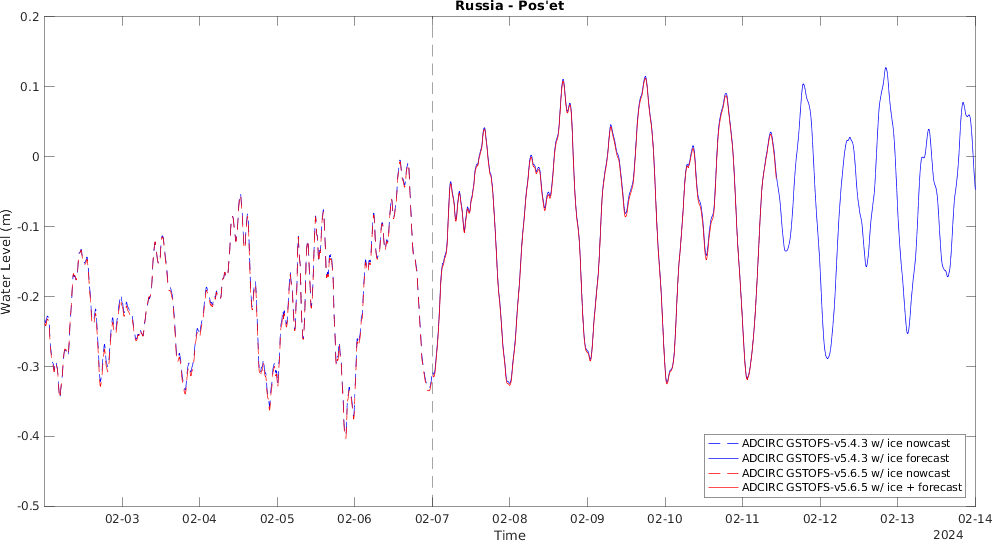 Russia - Pos'et
0.2
0.1
0
-0.1
-0.2
-0.3
-0.4
-0.5
Water Level (m)
ADCIRC GSTOFS-v5.4.3 w/ ice nowcast
ADCIRC GSTOFS-v5.4.3 w/ ice forecast
ADCIRC GSTOFS-v5.6.5 w/ ice nowcast
ADCIRC GSTOFS-v5.6.5 w/ ice + forecast
02-03 02-04 02-05 02-06 02-07 02-08 02-09 02-10 02-11 02-12 02-13 02-14
Time
2024